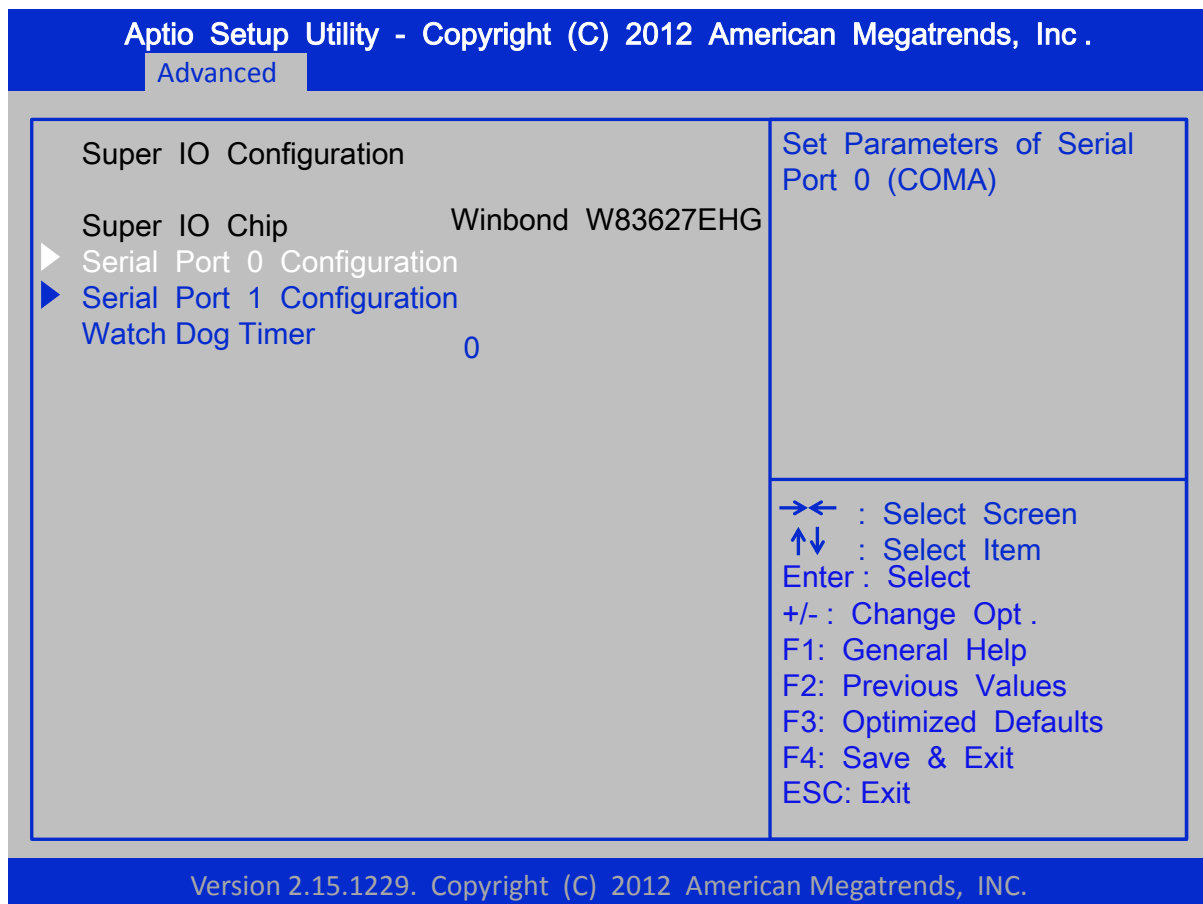 Aptio Setup Utility - Copyright (C) 2012 American Megatrends, Inc .
Advanced
Super IO Configuration
Super IO Chip Winbond W83627EHG
Serial Port 0 Configuration
Serial Port 1 Configuration
Watch Dog Timer 0
Set Parameters of Serial
Port 0 (COMA)
→← : Select Screen
↑↓ : Select Item
Enter : Select
+/- : Change Opt .
F1: General Help
F2: Previous Values
F3: Optimized Defaults
F4: Save & Exit
ESC: Exit
Version 2.15.1229. Copyright (C) 2012 American Megatrends, INC.